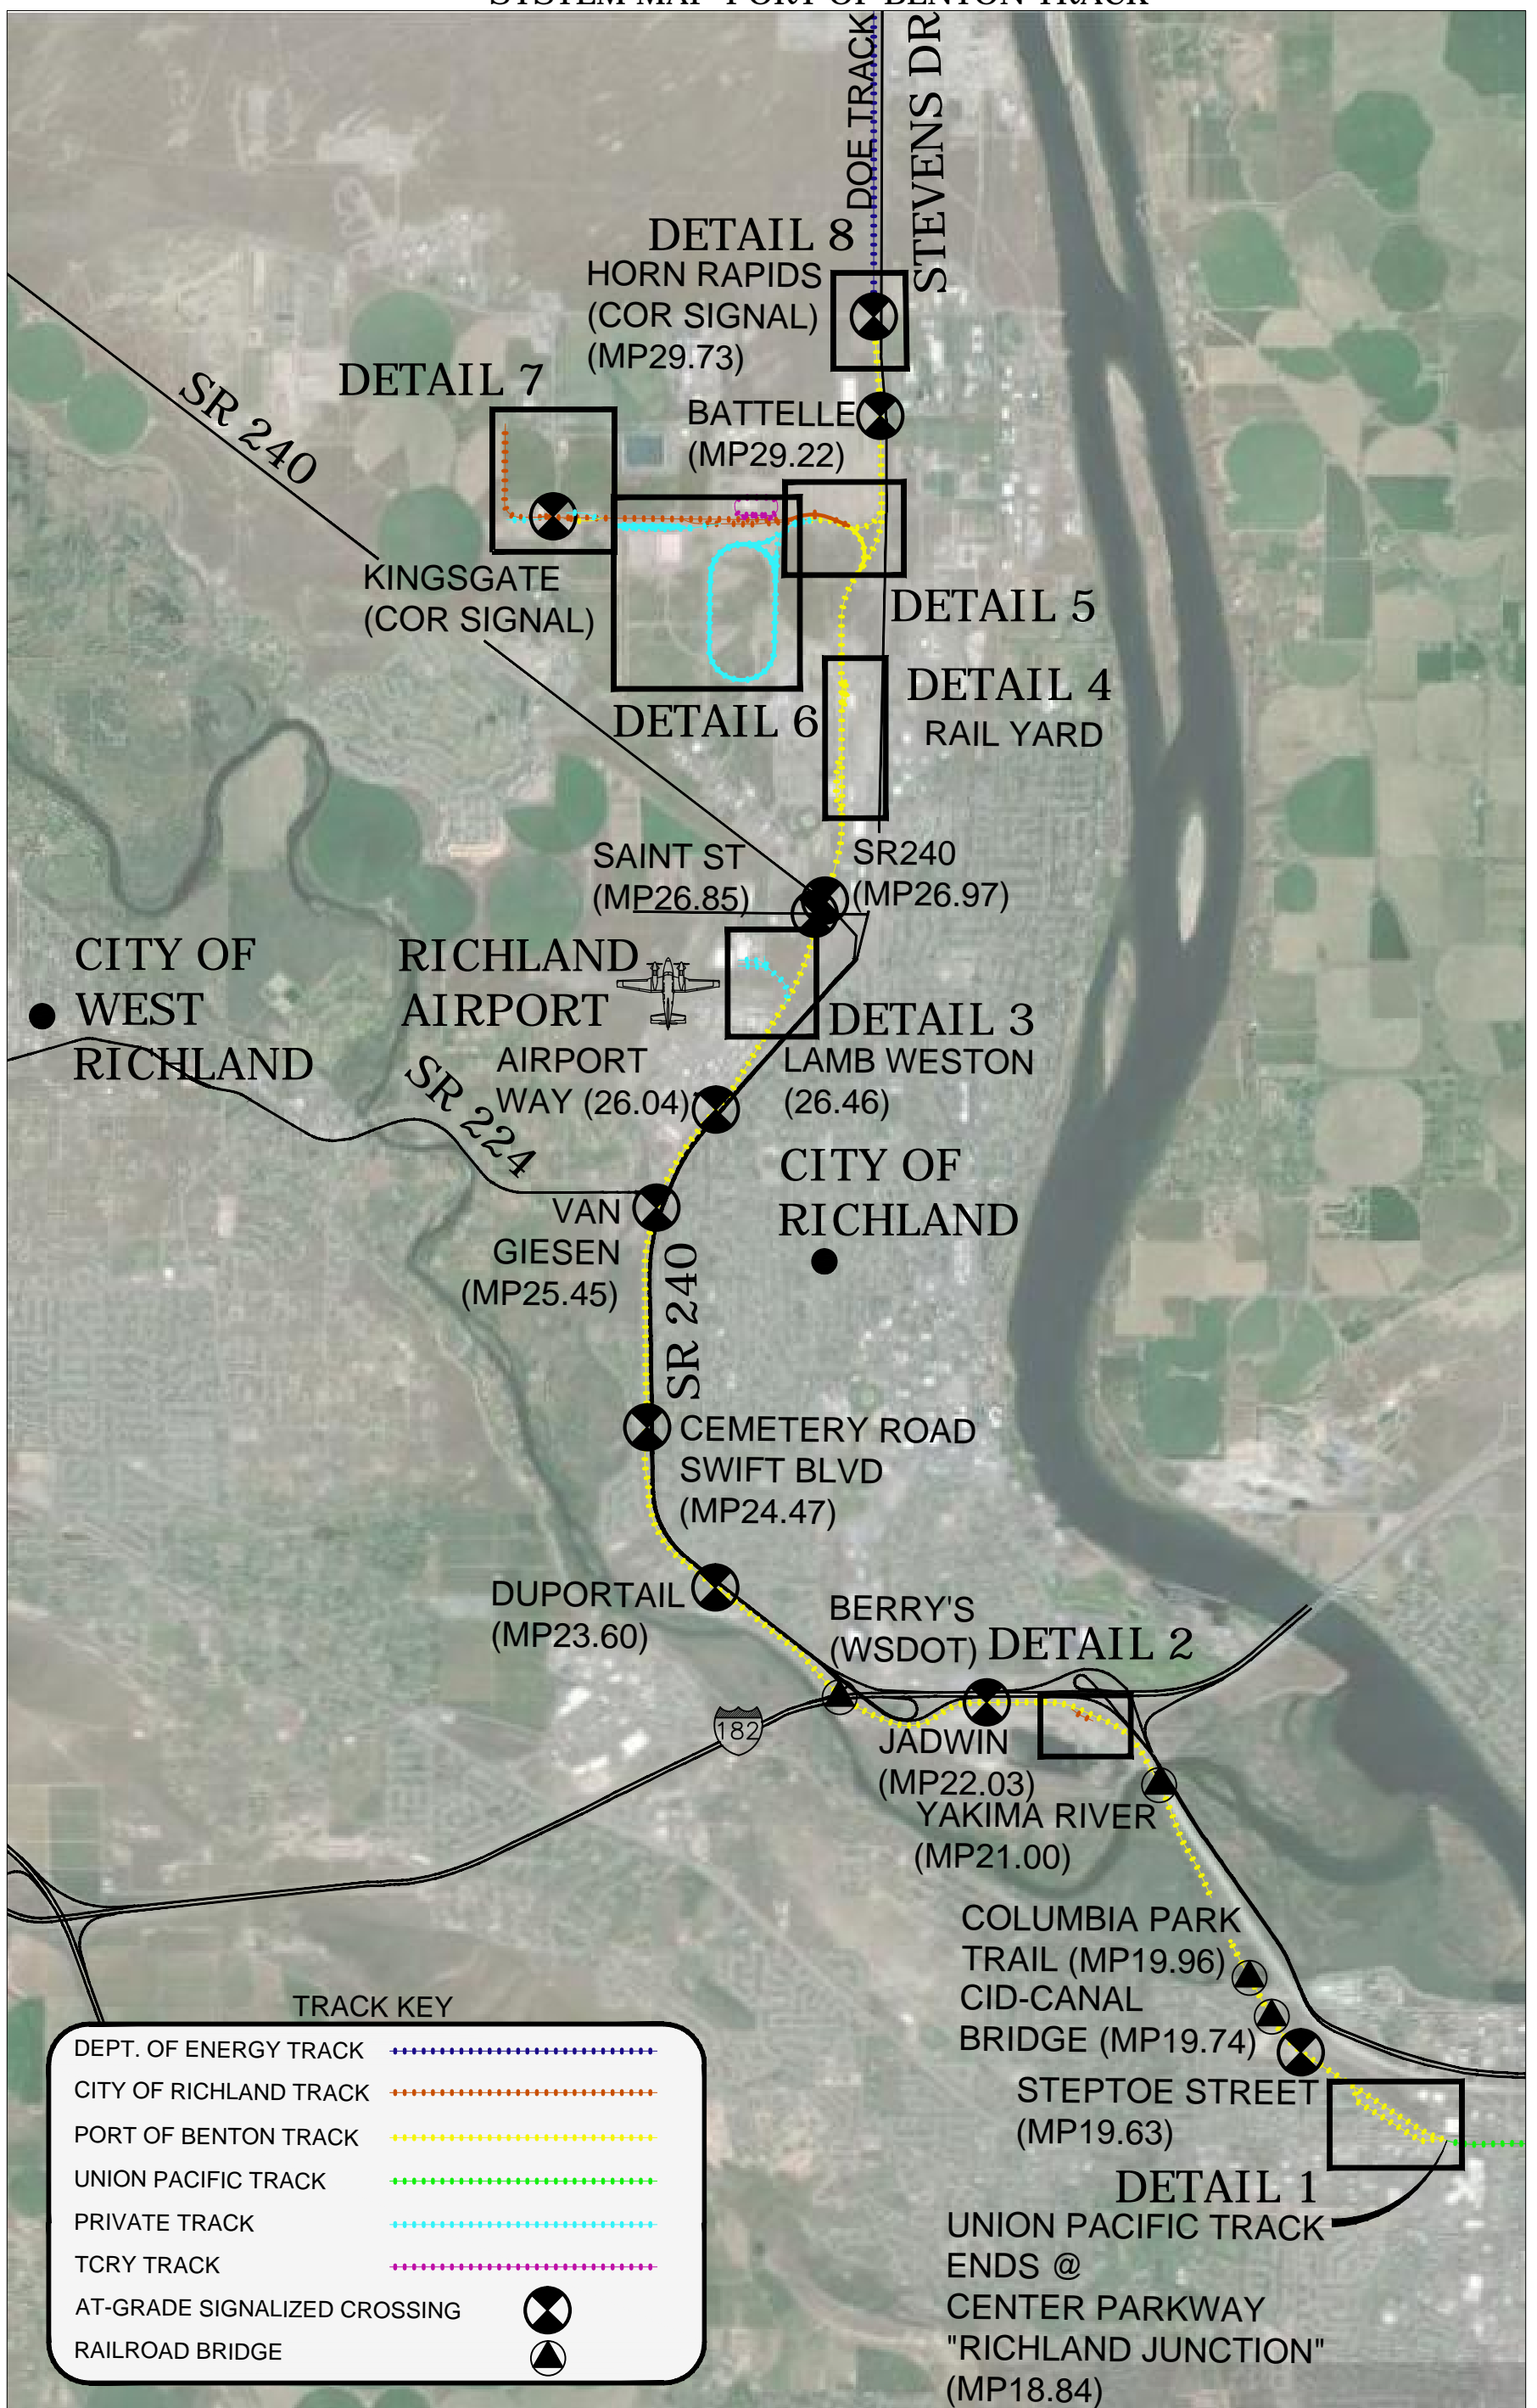 SYSTEM MAP-PORT OF BENTON TRACK
DOE TRACK
STEVENS DR
DETAIL 8
HORN RAPIDS
(COR SIGNAL)
(MP29.73)
DETAIL 7
SR 240
BATTELLE
(MP29.22)
KINGSGATE
(COR SIGNAL)
DETAIL 5
DETAIL 4
RAIL YARD
DETAIL 6
SAINT ST
(MP26.85)
SR240
(MP26.97)
CITY OF
WEST
RICHLAND
RICHLAND
AIRPORT
DETAIL 3
LAMB WESTON
(26.46)
AIRPORT
WAY (26.04)
SR 224
CITY OF
RICHLAND
VAN
GIESEN
(MP25.45)
SR 240
CEMETERY ROAD
SWIFT BLVD
(MP24.47)
DUPORTAIL
(MP23.60)
BERRY'S
(WSDOT)
DETAIL 2
182
JADWIN
(MP22.03)
YAKIMA RIVER
(MP21.00)
COLUMBIA PARK
TRAIL (MP19.96)
CID-CANAL
BRIDGE (MP19.74)
STEPTOE STREET
(MP19.63)
DETAIL 1
UNION PACIFIC TRACK
ENDS @
CENTER PARKWAY
"RICHLAND JUNCTION"
(MP18.84)
TRACK KEY
DEPT. OF ENERGY TRACK
CITY OF RICHLAND TRACK
PORT OF BENTON TRACK
UNION PACIFIC TRACK
PRIVATE TRACK
TCRY TRACK
AT-GRADE SIGNALIZED CROSSING
RAILROAD BRIDGE